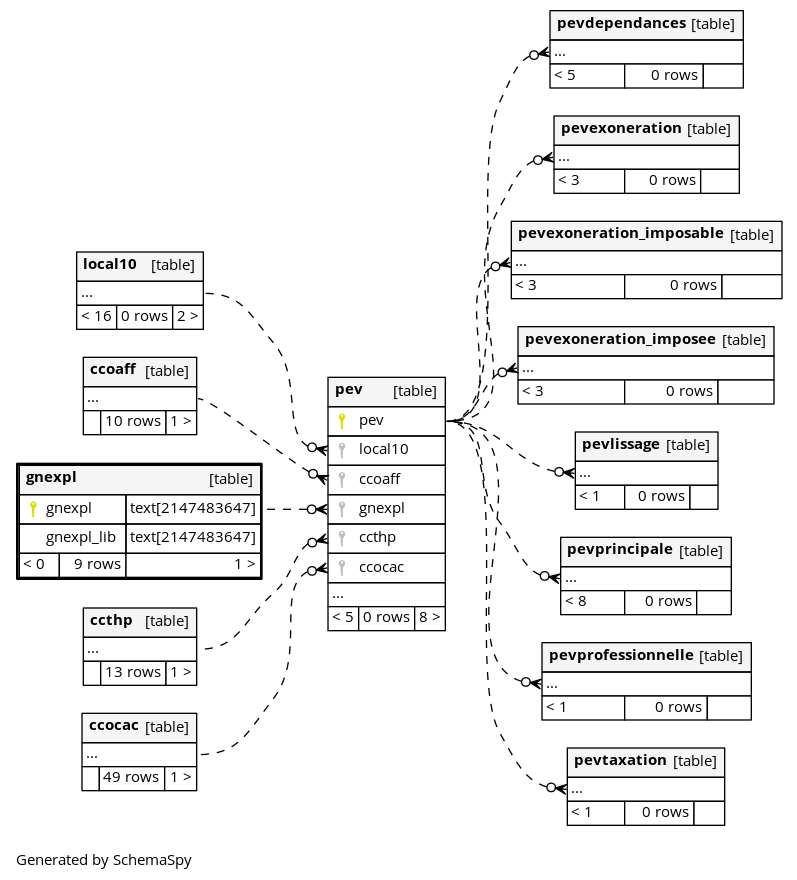 pevdependances [table]
...
< 5 0 rows
pevexoneration [table]
...
< 3 0 rows
pevexoneration_imposable [table]
...
< 3 0 rows
pevexoneration_imposee [table]
...
< 3 0 rows
pevlissage [table]
...
< 1 0 rows
pevprincipale [table]
...
< 8 0 rows
pevprofessionnelle [table]
...
< 1 0 rows
pevtaxation [table]
...
< 1 0 rows
pev [table]
pev
local10
ccoaff
gnexpl
ccthp
ccocac
...
< 5 0 rows 8 >
local10 [table]
...
< 16 0 rows 2 >
ccoaff [table]
...
10 rows 1 >
gnexpl [table]
gnexpl text[2147483647]
gnexpl_lib text[2147483647]
< 0 9 rows 1 >
ccthp [table]
...
13 rows 1 >
ccocac [table]
...
49 rows 1 >
Generated by SchemaSpy